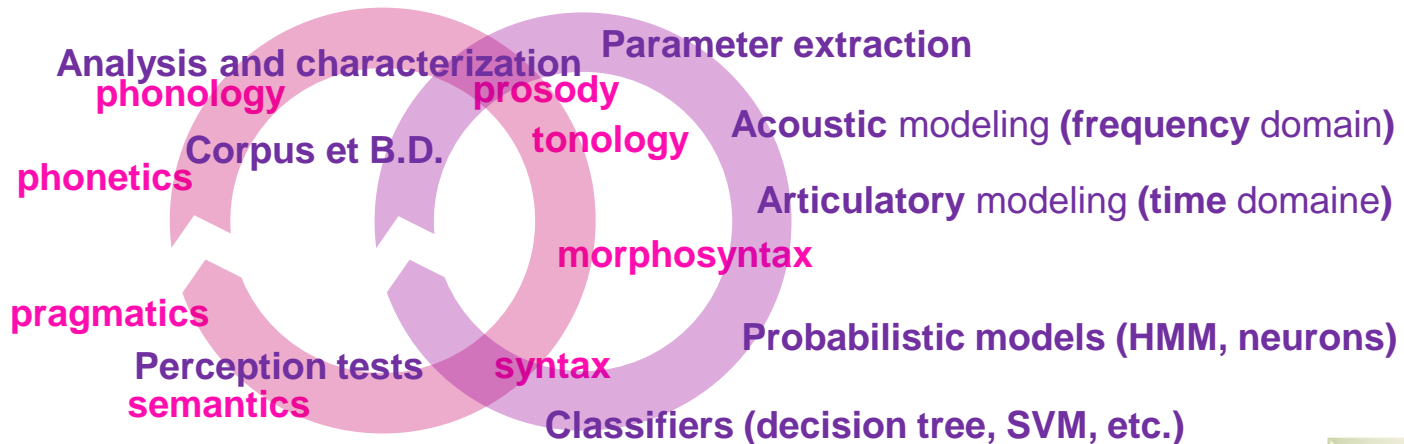 Parameter extraction
Analysis and characterization
phonology
prosody
Acoustic modeling (frequency domain)
tonology
Corpus et B.D.
phonetics
Articulatory modeling (time domaine)
morphosyntax
pragmatics
Probabilistic models (HMM, neurons)
Perception tests
syntax
semantics
Classifiers (decision tree, SVM, etc.)